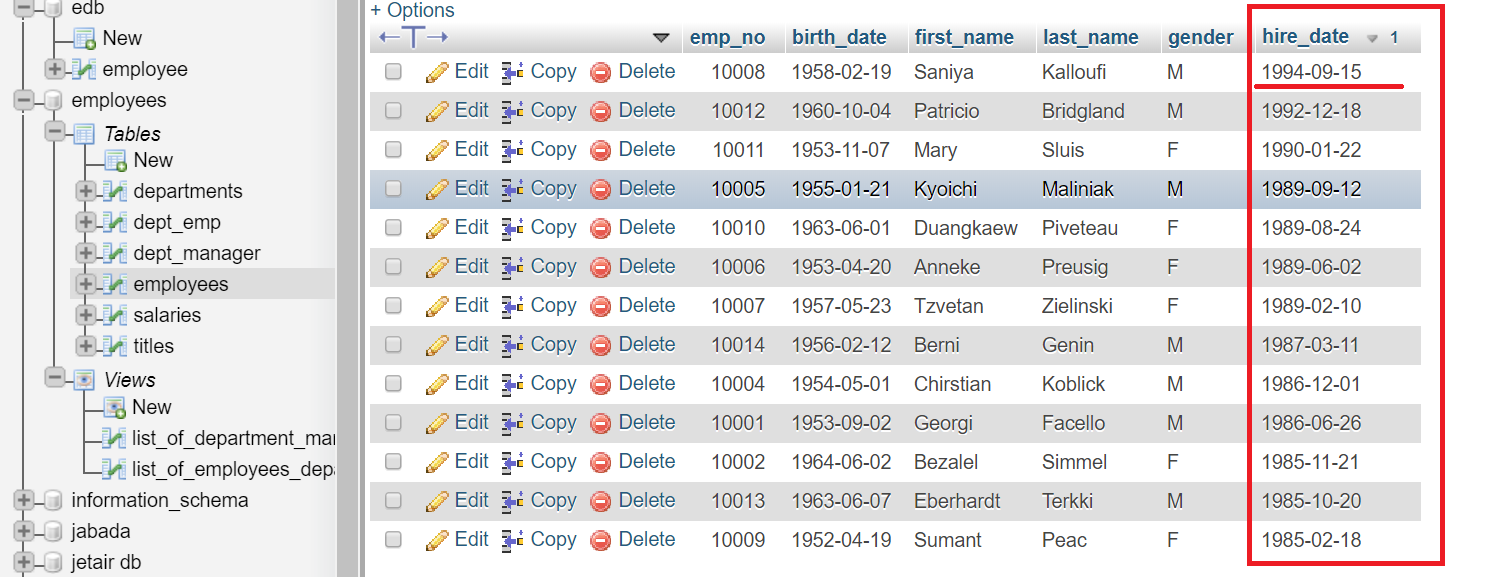 edb
New
employee
employees
Tables
New
departments
dept_emp
dept_manager
employees
salaries
titles
Views
New
list_of_department_mar
list_of_employees_depa
information_schema
jabada
jetair db
+ Options
←T→ emp_no birth_date first_name last_name gender hire_date 1
Edit Copy Delete 10008 1958-02-19 Saniya Kalloufi M 1994-09-15
Edit Copy Delete 10012 1960-10-04 Patricio Bridgland M 1992-12-18
Edit Copy Delete 10011 1953-11-07 Mary Sluis F 1990-01-22
Edit Copy Delete 10005 1955-01-21 Kyoichi Maliniak M 1989-09-12
Edit Copy Delete 10010 1963-06-01 Duangkaew Piveteau F 1989-08-24
Edit Copy Delete 10006 1953-04-20 Anneke Preusig F 1989-06-02
Edit Copy Delete 10007 1957-05-23 Tzvetan Zielinski F 1989-02-10
Edit Copy Delete 10014 1956-02-12 Berni Genin M 1987-03-11
Edit Copy Delete 10004 1954-05-01 Chirstian Koblick M 1986-12-01
Edit Copy Delete 10001 1953-09-02 Georgi Facello M 1986-06-26
Edit Copy Delete 10002 1964-06-02 Bezalel Simmel F 1985-11-21
Edit Copy Delete 10013 1963-06-07 Eberhardt Terkki M 1985-10-20
Edit Copy Delete 10009 1952-04-19 Sumant Peac F 1985-02-18